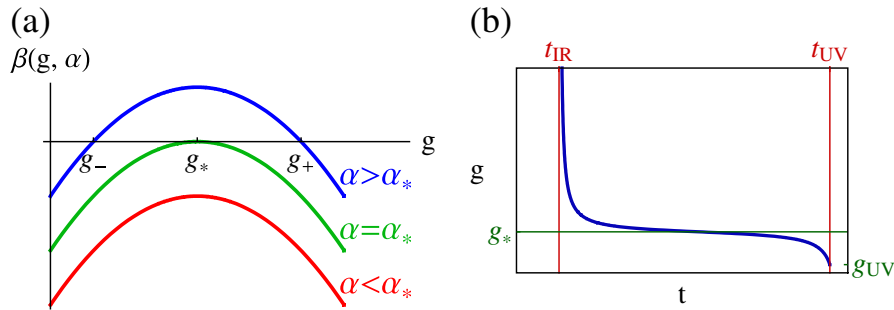 (a)
β(g, α)
g
g₋
g⁎
g₊
α>α⁎
α=α⁎
α<α⁎
(b)
t_IR
t_UV
g
g⁎
g_UV
t